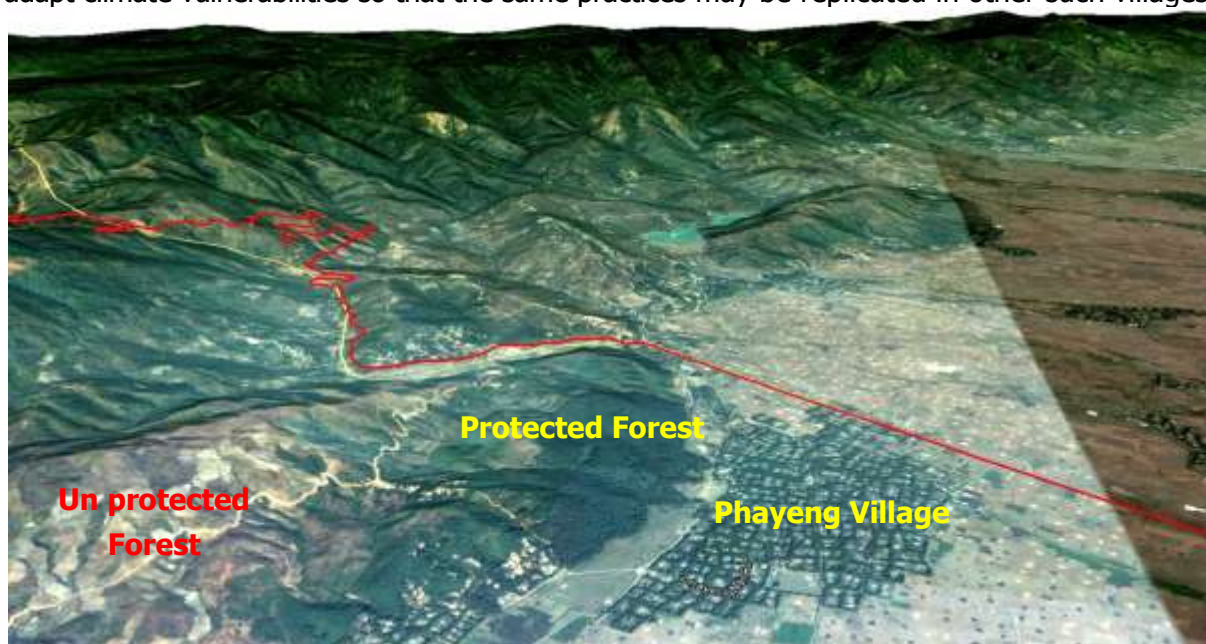 adapt climate vulnerabilities so that the same practices may be replicated in other such villages
Protected Forest
Un protected
Forest
Phayeng Village